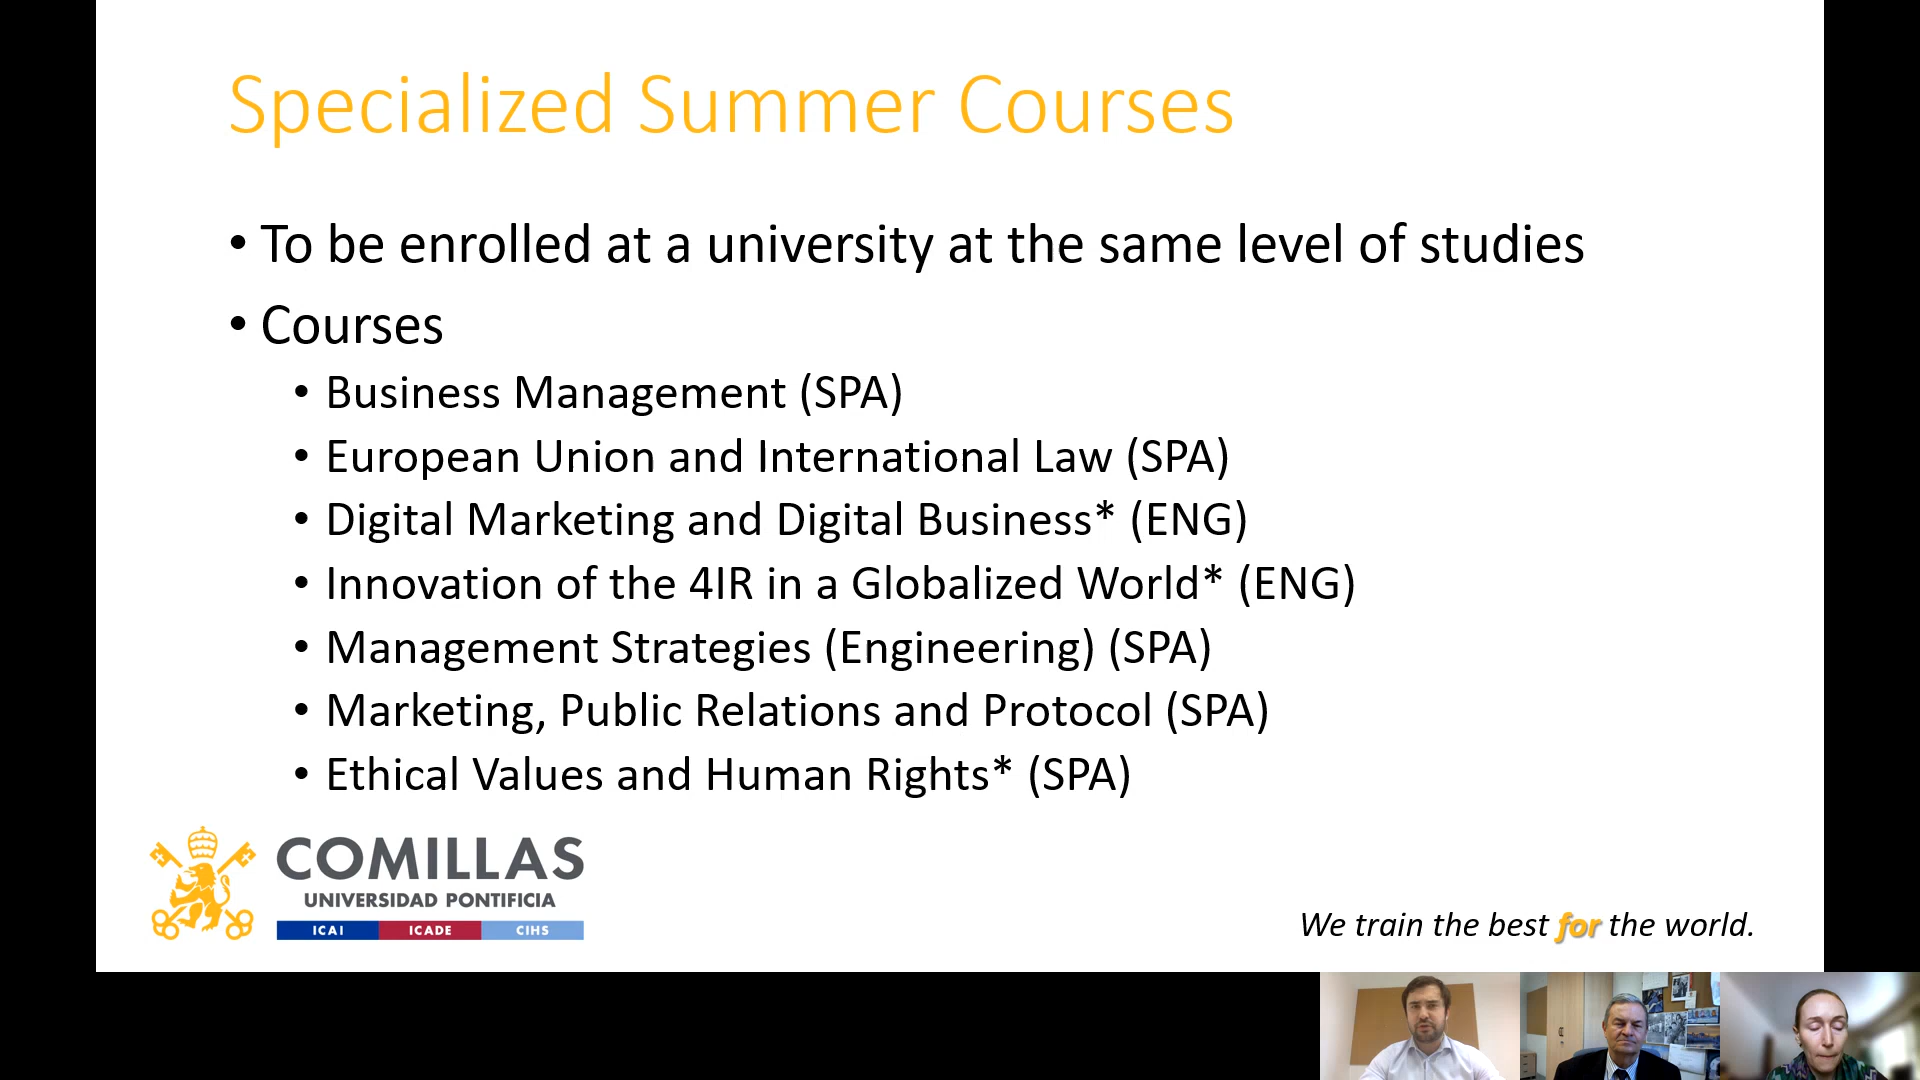 Specialized Summer Courses
• To be enrolled at a university at the same level of studies
• Courses
• Business Management (SPA)
• European Union and International Law (SPA)
• Digital Marketing and Digital Business* (ENG)
• Innovation of the 4IR in a Globalized World* (ENG)
• Management Strategies (Engineering) (SPA)
• Marketing, Public Relations and Protocol (SPA)
• Ethical Values and Human Rights* (SPA)
COMILLAS
UNIVERSIDAD PONTIFICIA
ICAI ICADE CIHS
We train the best for the world.